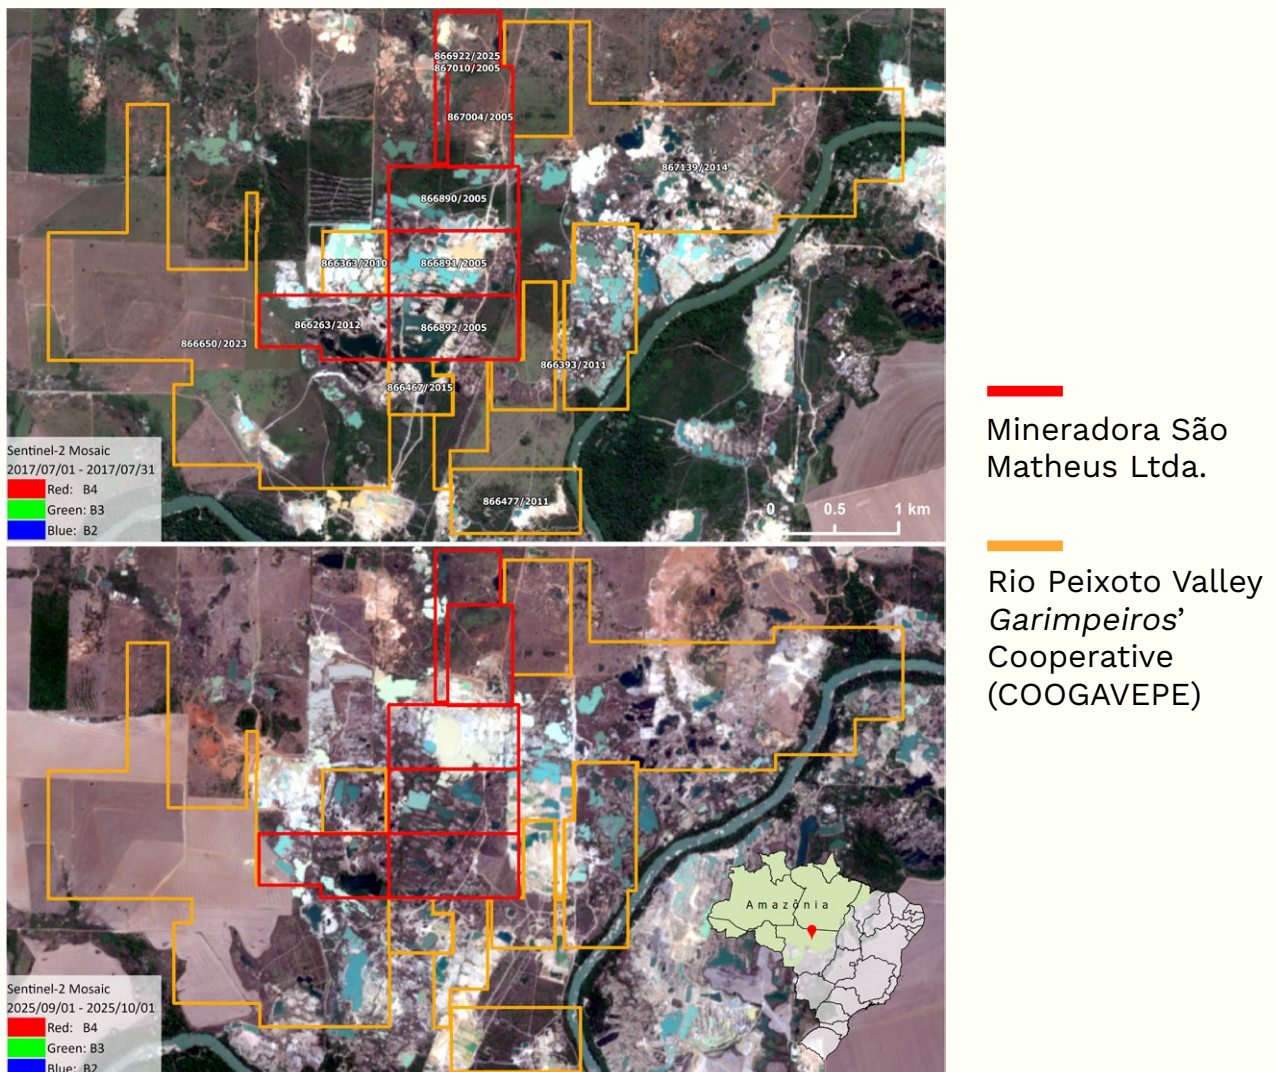 866922/2025
867010/2005
867004/2005
867139/2014
866890/2005
866363/2010
866891/2005
866263/2012
866892/2005
866650/2023
866393/2011
866467/2015
866477/2011
Sentinel-2 Mosaic
2017/07/01 - 2017/07/31
Red: B4
Green: B3
Blue: B2
0 0.5 1 km
Mineradora São
Matheus Ltda.
Rio Peixoto Valley
Garimpeiros’
Cooperative
(COOGAVEPE)
Amazônia
Sentinel-2 Mosaic
2025/09/01 - 2025/10/01
Red: B4
Green: B3
Blue: B2